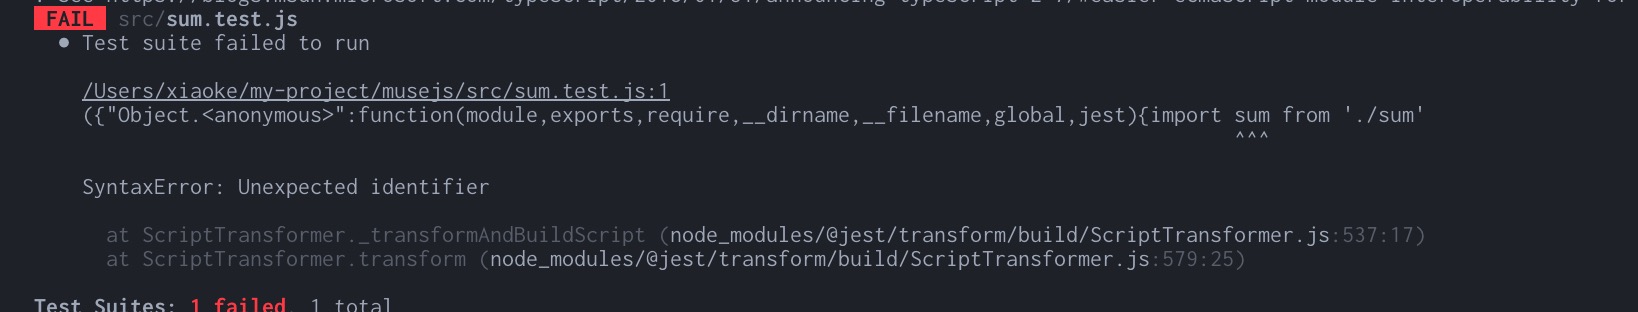 FAIL src/sum.test.js
● Test suite failed to run
/Users/xiaoke/my-project/musejs/src/sum.test.js:1
({"Object.<anonymous>":function(module,exports,require,__dirname,__filename,global,jest){import sum from './sum'
^^^
SyntaxError: Unexpected identifier
at ScriptTransformer._transformAndBuildScript (node_modules/@jest/transform/build/ScriptTransformer.js:537:17)
at ScriptTransformer.transform (node_modules/@jest/transform/build/ScriptTransformer.js:579:25)
Test Suites: 1 failed, 1 total